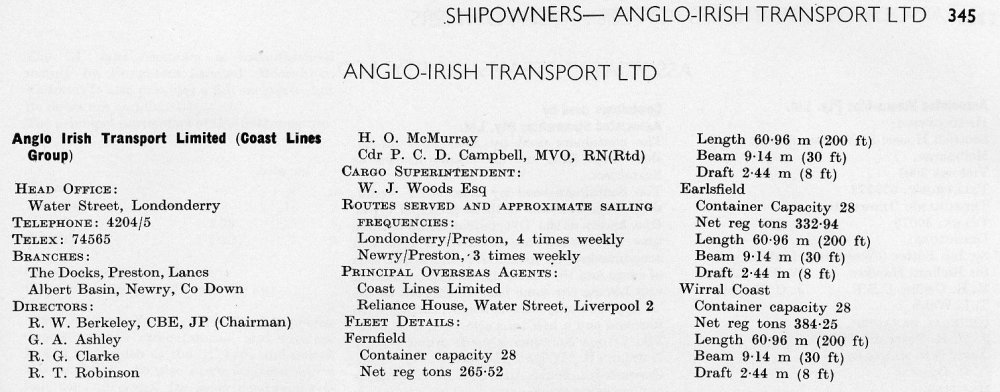 SHIPOWNERS— ANGLO-IRISH TRANSPORT LTD 345
ANGLO-IRISH TRANSPORT LTD
Anglo Irish Transport Limited (Coast Lines
Group)
HEAD OFFICE:
Water Street, Londonderry
TELEPHONE: 4204/5
TELEX: 74565
BRANCHES:
The Docks, Preston, Lancs
Albert Basin, Newry, Co Down
DIRECTORS:
R. W. Berkeley, CBE, JP (Chairman)
G. A. Ashley
R. G. Clarke
R. T. Robinson
H. O. McMurray
Cdr P. C. D. Campbell, MVO, RN(Rtd)
CARGO SUPERINTENDENT:
W. J. Woods Esq
ROUTES SERVED AND APPROXIMATE SAILING
FREQUENCIES:
Londonderry/Preston, 4 times weekly
Newry/Preston, 3 times weekly
PRINCIPAL OVERSEAS AGENTS:
Coast Lines Limited
Reliance House, Water Street, Liverpool 2
FLEET DETAILS:
Fernfield
Container capacity 28
Net reg tons 265·52
Length 60·96 m (200 ft)
Beam 9·14 m (30 ft)
Draft 2·44 m (8 ft)
Earlsfield
Container Capacity 28
Net reg tons 332·94
Length 60·96 m (200 ft)
Beam 9·14 m (30 ft)
Draft 2·44 m (8 ft)
Wirral Coast
Container capacity 28
Net reg tons 384·25
Length 60·96 m (200 ft)
Beam 9·14 m (30 ft)
Draft 2·44 m (8 ft)